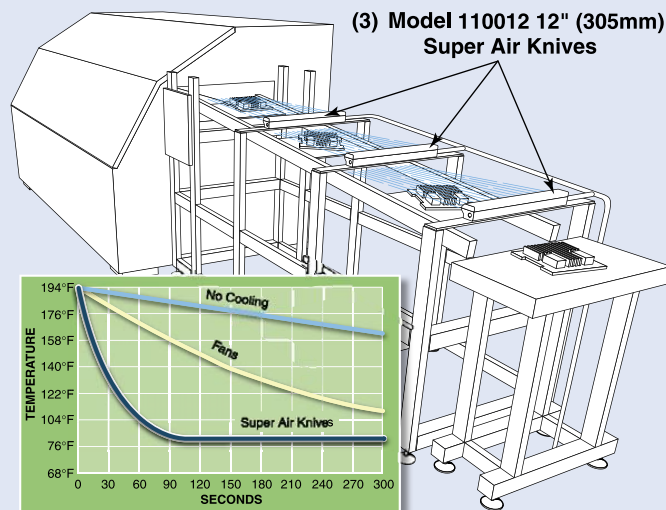 (3) Model 110012 12" (305mm)
Super Air Knives
TEMPERATURE
194°F
176°F
158°F
140°F
122°F
104°F
76°F
68°F
No Cooling
Fans
Super Air Knives
0 30 60 90 120 150 180 210 240 270 300
SECONDS